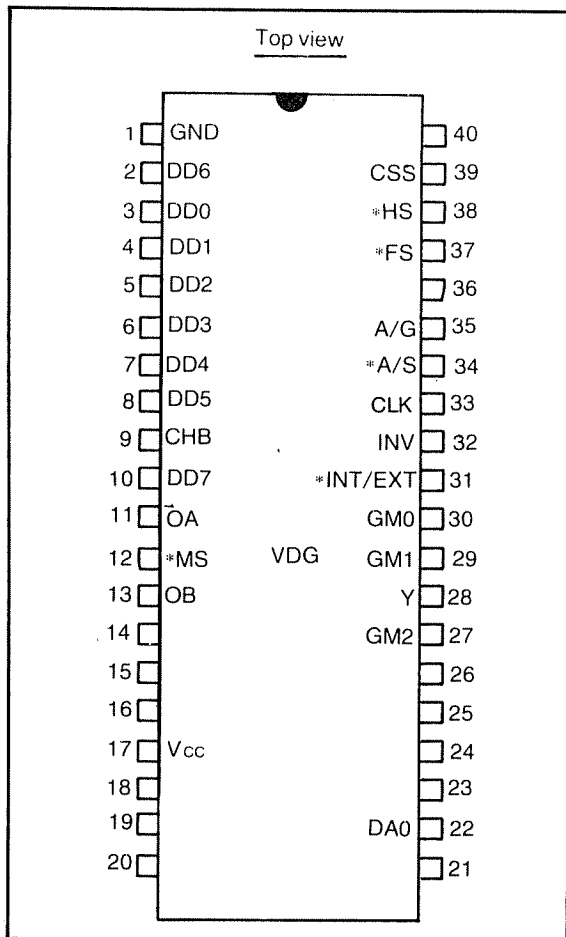 Top view
1 GND 40
2 DD6 CSS 39
3 DD0 *HS 38
4 DD1 *FS 37
5 DD2 36
6 DD3 A/G 35
7 DD4 *A/S 34
8 DD5 CLK 33
9 CHB INV 32
10 DD7 *INT/EXT 31
11 OA GM0 30
12 *MS VDG GM1 29
13 OB Y 28
14 GM2 27
15 26
16 25
17 Vcc 24
18 23
19 DA0 22
20 21